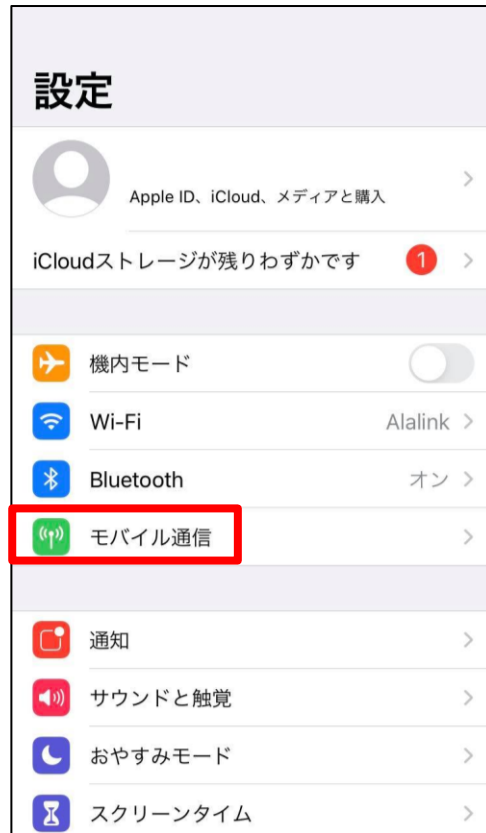 設定
Apple ID、iCloud、メディアと購入
iCloudストレージが残りわずかです 1
機内モード
Wi-Fi Alalink
Bluetooth オン
モバイル通信
通知
サウンドと触覚
おやすみモード
スクリーンタイム